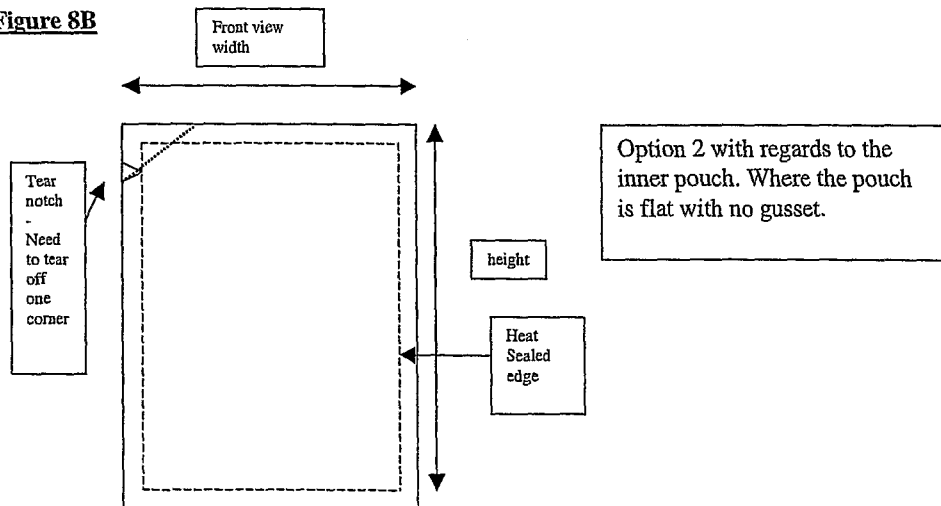 Figure 8B
Front view
width
Option 2 with regards to the
inner pouch. Where the pouch
is flat with no gusset.
Tear
notch
-
Need
to tear
off
one
corner
height
Heat
Sealed
edge